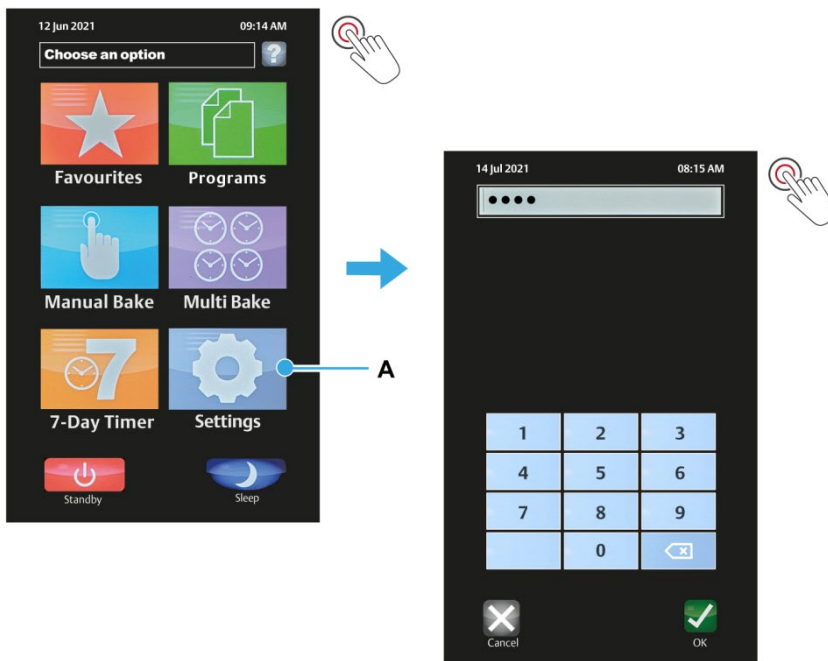 12 Jun 2021 09:14 AM
Choose an option ?
Favourites Programs
Manual Bake Multi Bake
7 7-Day Timer Settings
A
Standby Sleep
14 Jul 2021 08:15 AM
••••
1 2 3
4 5 6
7 8 9
0
Cancel OK